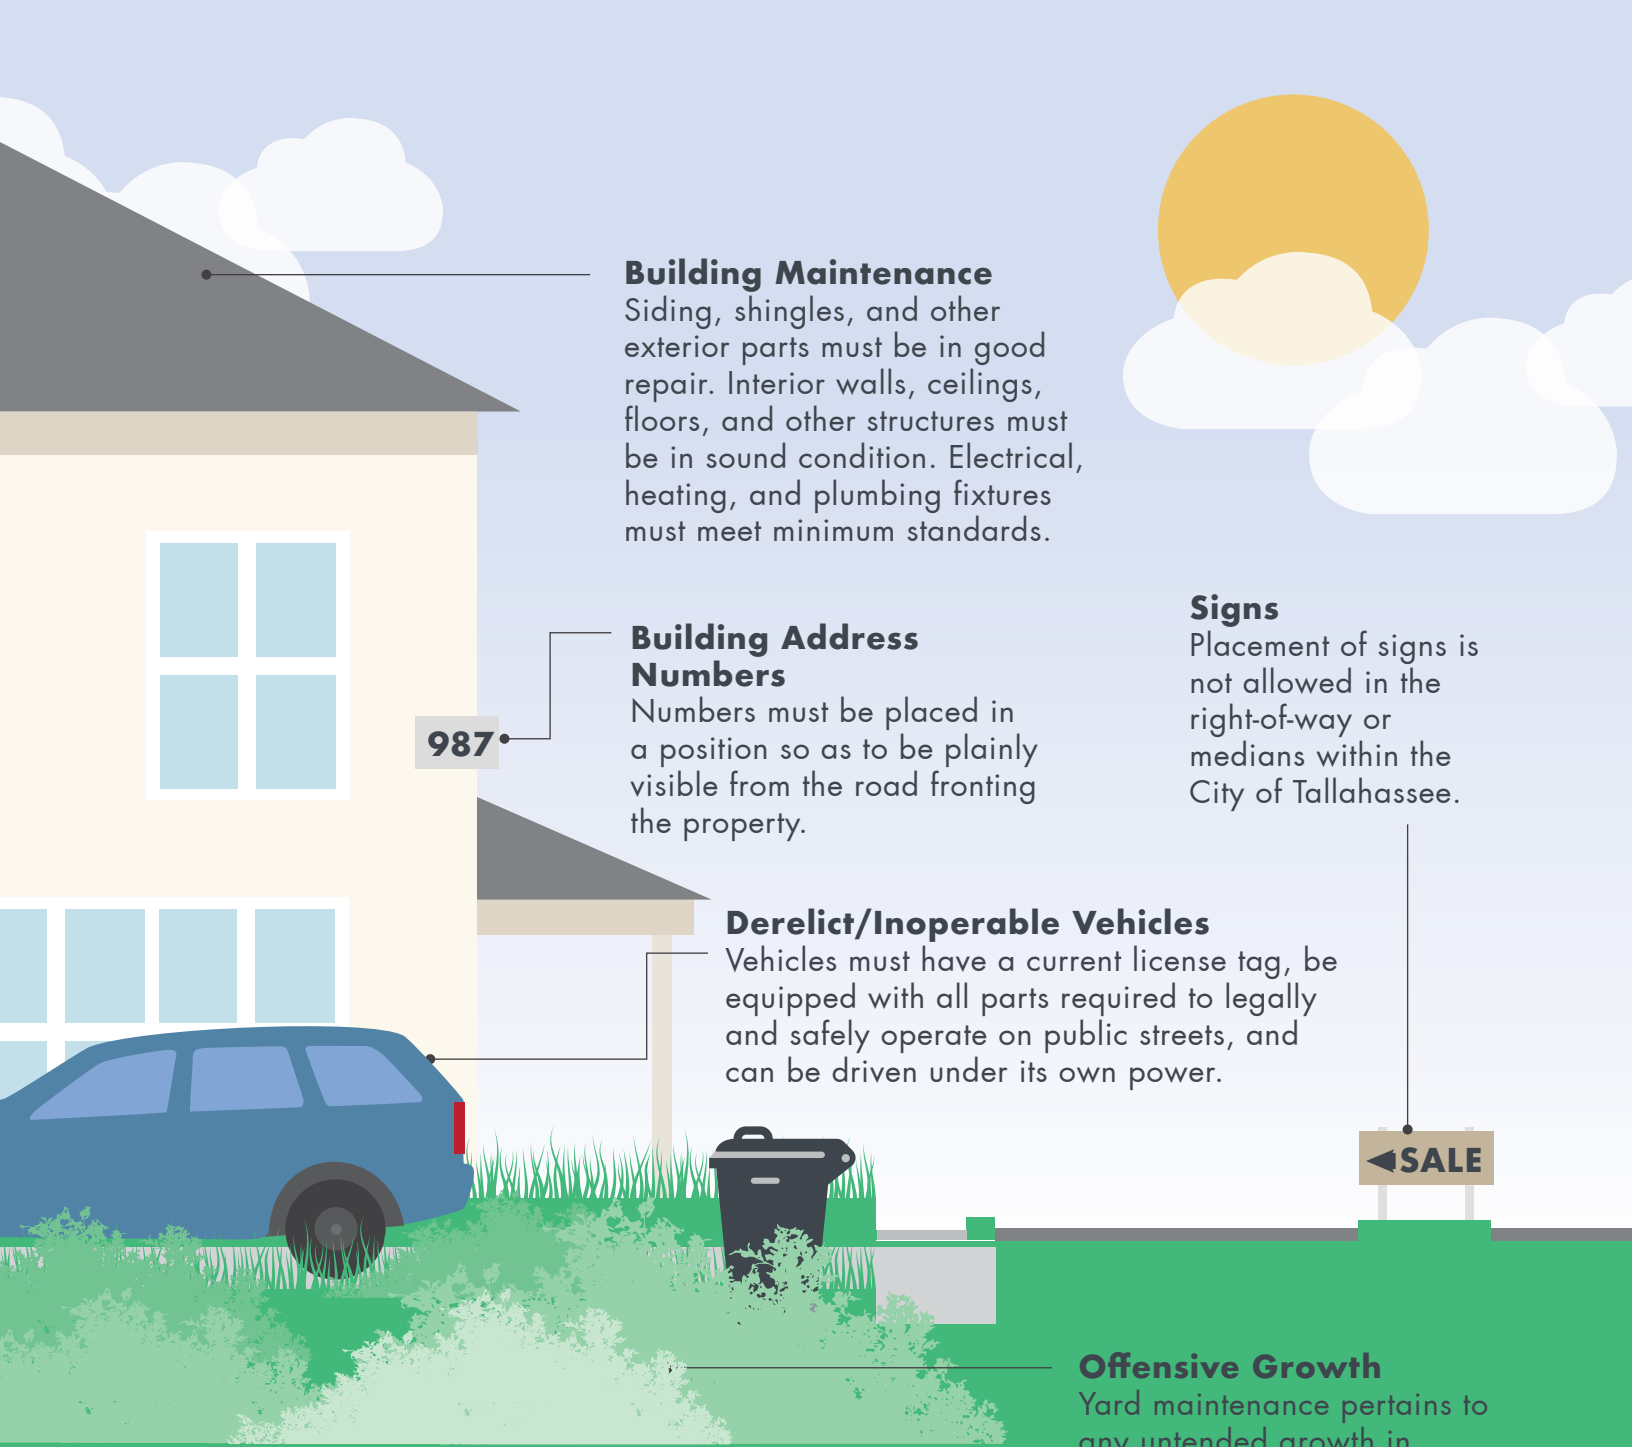 Building Maintenance
Siding, shingles, and other
exterior parts must be in good
repair. Interior walls, ceilings,
floors, and other structures must
be in sound condition. Electrical,
heating, and plumbing fixtures
must meet minimum standards.
Building Address
Numbers
Numbers must be placed in
a position so as to be plainly
visible from the road fronting
the property.
987
Signs
Placement of signs is
not allowed in the
right-of-way or
medians within the
City of Tallahassee.
Derelict/Inoperable Vehicles
Vehicles must have a current license tag, be
equipped with all parts required to legally
and safely operate on public streets, and
can be driven under its own power.
SALE
Offensive Growth
Yard maintenance pertains to
any untended growth in